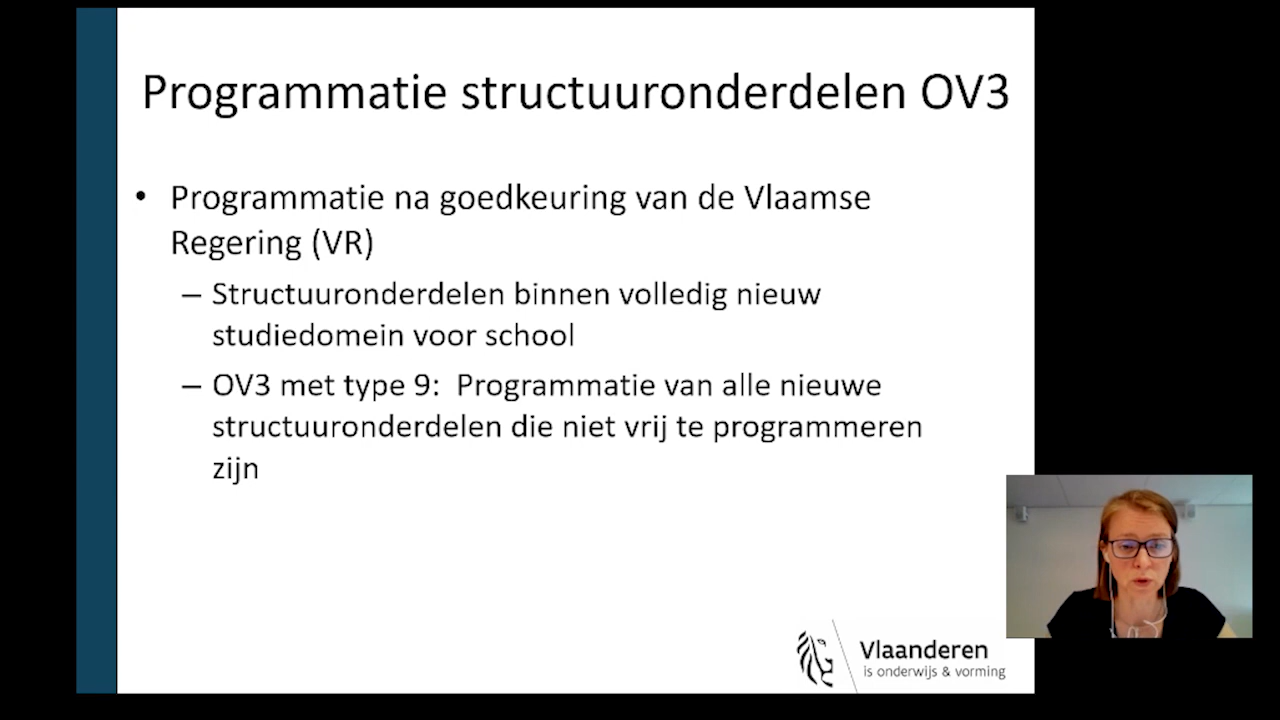 Programmatie structuuronderdelen OV3
• Programmatie na goedkeuring van de Vlaamse
Regering (VR)
– Structuuronderdelen binnen volledig nieuw
studiedomein voor school
– OV3 met type 9: Programmatie van alle nieuwe
structuuronderdelen die niet vrij te programmeren
zijn
Vlaanderen
is onderwijs & vorming